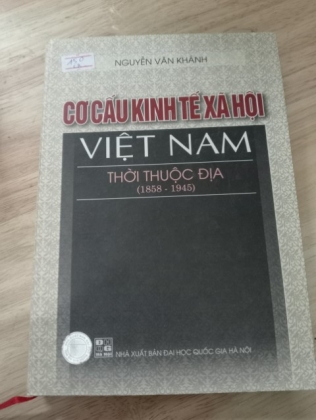 NGUYỄN VĂN KHÁNH
CƠ CẤU KINH TẾ XÃ HỘI
VIỆT NAM
THỜI THUỘC ĐỊA
(1858 - 1945)
NHÀ XUẤT BẢN ĐẠI HỌC QUỐC GIA HÀ NỘI